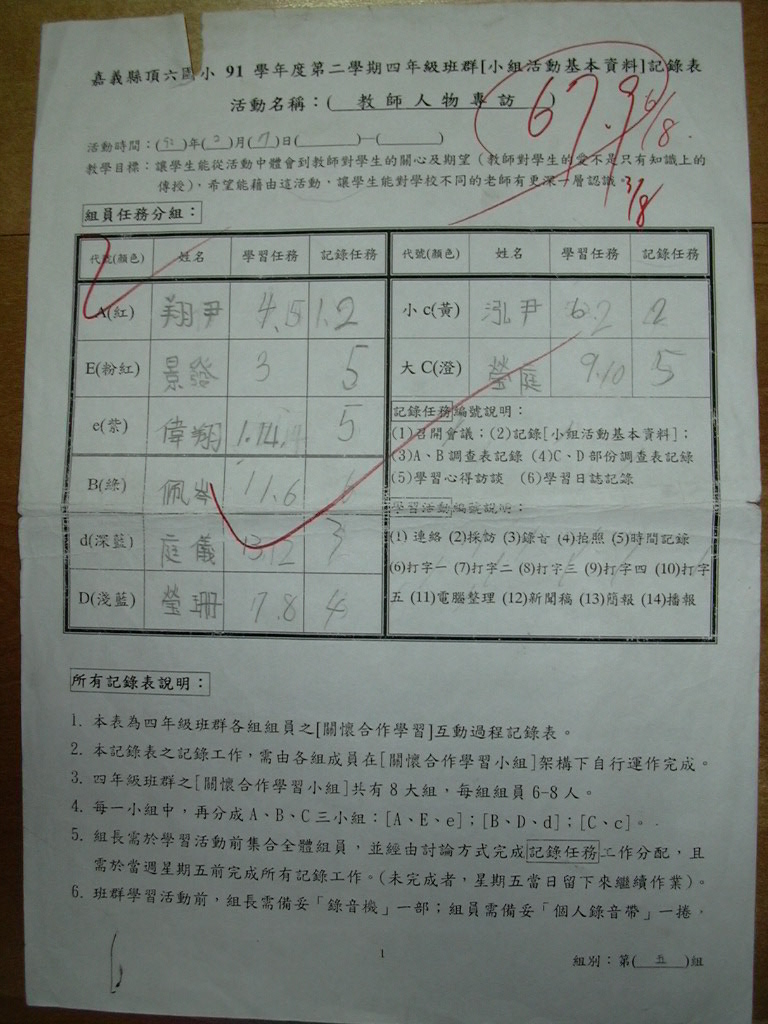 嘉義縣頂六國小 91 學年度第二學期四年級班群[小組活動基本資料]記錄表
活動名稱：( 教師人物專訪 )
67.9
6/8
3/8
活動時間：(92)年(2)月(7)日( )—( )
教學目標：讓學生能從活動中體會到教師對學生的關心及期望（教師對學生的愛不是只有知識上的
傳授），希望能藉由這活動，讓學生能對學校不同的老師有更深一層認識。
組員任務分組：
代號(顏色) 姓名 學習任務 記錄任務 代號(顏色) 姓名 學習任務 記錄任務
A(紅) 翔尹 4.5 1.2 小 c(黃) 泓尹 6.2 2
E(粉紅) 景發 3 5 大 C(澄) 瑩庭 9.10 5
e(紫) 偉翔 1.14. 5
B(綠) 佩岑 11.6
d(深藍) 庭儀 3
D(淺藍) 瑩珊 7.8 4
記錄任務編號說明：
(1)召開會議；(2)記錄[小組活動基本資料]；
(3)A、B 調查表記錄 (4)C、D 部份調查表記錄
(5)學習心得訪談 (6)學習日誌記錄
學習活動編號說明：
(1) 連絡 (2)採訪 (3)錄音 (4)拍照 (5)時間記錄
(6)打字一 (7)打字二 (8)打字三 (9)打字四 (10)打字
五 (11)電腦整理 (12)新聞稿 (13)簡報 (14)播報
所有記錄表說明：
1. 本表為四年級班群各組組員之[關懷合作學習]互動過程記錄表。
2. 本記錄表之記錄工作，需由各組成員在[關懷合作學習小組]架構下自行運作完成。
3. 四年級班群之[關懷合作學習小組]共有 8 大組，每組組員 6-8 人。
4. 每一小組中，再分成 A、B、C 三小組：[A、E、e]；[B、D、d]；[C、c]。
5. 組長需於學習活動前集合全體組員，並經由討論方式完成記錄任務工作分配，且
需於當週星期五前完成所有記錄工作。(未完成者，星期五當日留下來繼續作業)。
6. 班群學習活動前，組長需備妥「錄音機」一部；組員需備妥「個人錄音帶」一捲，
1
組別：第( 五 )組